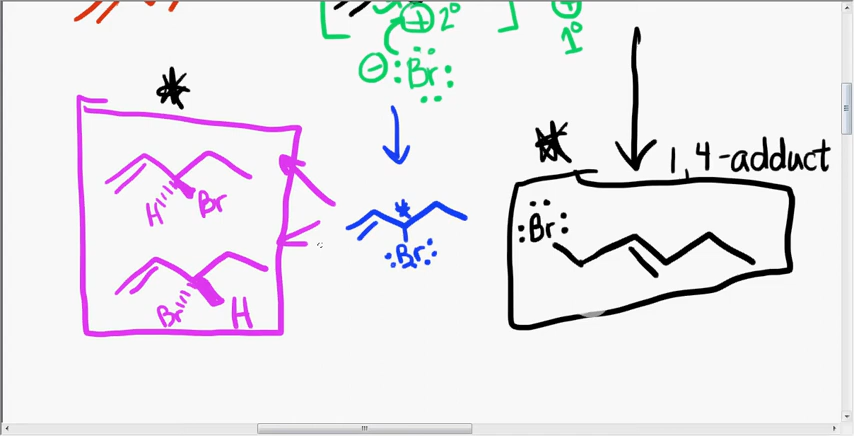 ⊕ 2°
⊕
1°
⊖ :Br:
1,4-adduct
*
*
H Br
*
:Br:
:Br:
Br H